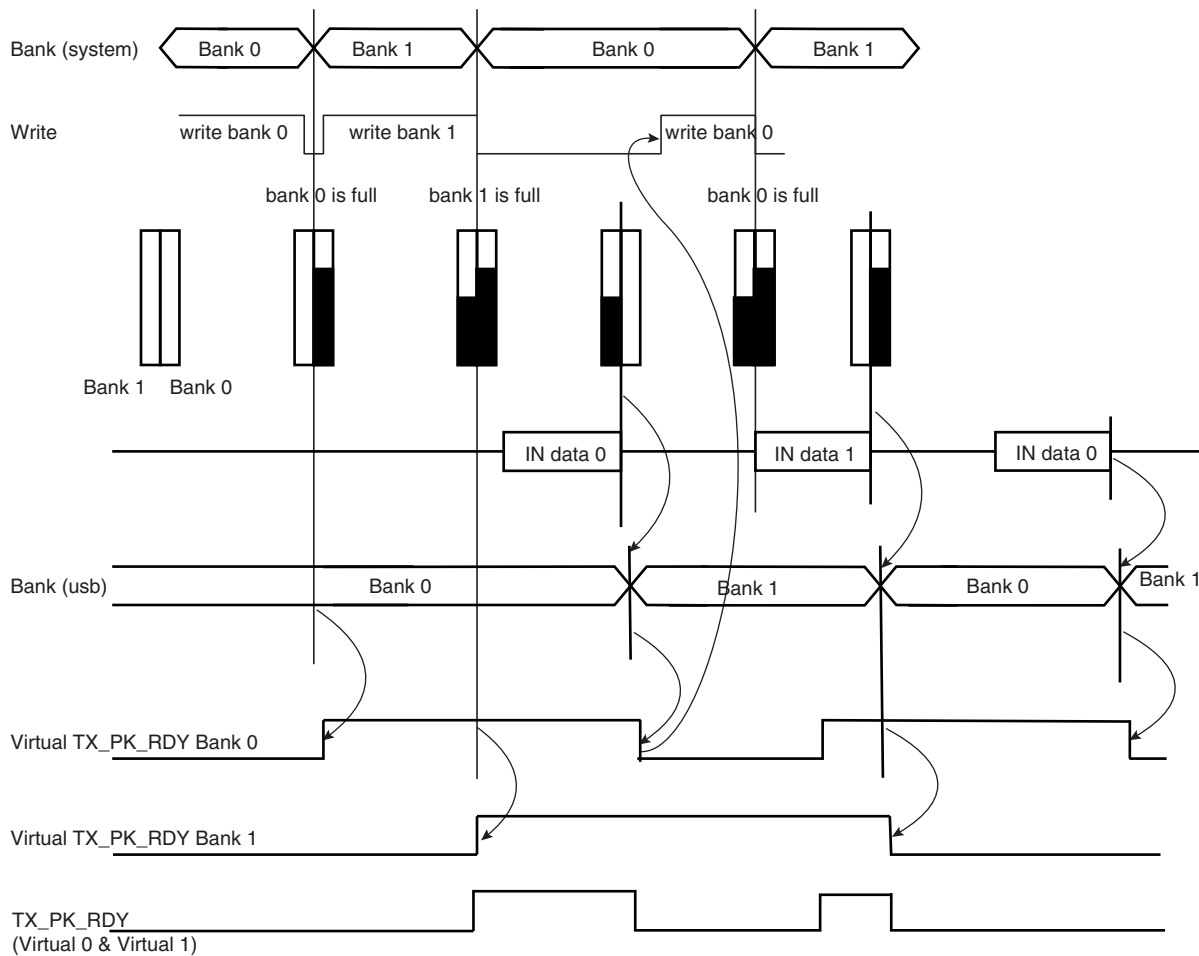 Bank (system)
Bank 0
Bank 1
Bank 0
Bank 1
Write
write bank 0
write bank 1
write bank 0
bank 0 is full
bank 1 is full
bank 0 is full
Bank 1
Bank 0
IN data 0
IN data 1
IN data 0
Bank (usb)
Bank 0
Bank 1
Bank 0
Bank 1
Virtual TX_PK_RDY Bank 0
Virtual TX_PK_RDY Bank 1
TX_PK_RDY
(Virtual 0 & Virtual 1)